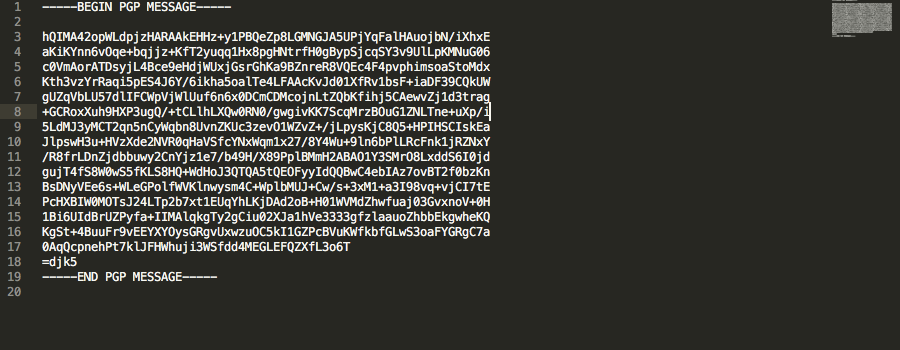 1 -----BEGIN PGP MESSAGE-----
2
3 hQIMA42opWLdpjzHARAAkEHHz+y1PBQeZp8LGMNGJA5UPjYqFalHAuojbN/iXhxE
4 aKiKYnn6vOqe+bqjjz+KfT2yuqq1Hx8pgHNtrfH0gBypSjcqSY3v9UlLpKMNuG06
5 c0VmAorATDsyjL4Bce9eHdjWUxjGsrGhKa9BZnreR8VQEc4F4pvphimsoaStoMdx
6 Kth3vzYrRaqi5pES4J6Y/6ikha5oalTe4LFAAcKvJd01XfRv1bsF+iaDF39CQkUW
7 gUZqVbLU57dlIFCWpVjWlUuf6n6x0DCmCDMcojnLtZQbKfihj5CAewvZj1d3trag
8 +GCRoxXuh9HXP3ugQ/+tCLlhLXQw0RN0/gwgivKK7ScqMrzBOuG1ZNLTne+uXp/i
9 5LdMJ3yMCT2qn5nCyWqbn8UvnZKUc3zevO1WZvZ+/jLpysKjC8Q5+HPIHSCIskEa
10 JlpswH3u+HVzXde2NVR0qHaVSfcYNxWqm1x27/8Y4Wu+9ln6bPlLRcFnk1jRZNxY
11 /R8frLDnZjdbbuwy2CnYjz1e7/b49H/X89PplBMmH2ABAO1Y3SMrO8LxddS6I0jd
12 gujT4fS8W0wS5fKLS8HQ+WdHoJ3QTQA5tQEOFyyIdQQBwC4ebIAz7ovBT2f0bzKn
13 BsDNyVEe6s+WLeGPolfWVKlnwysm4C+WplbMUJ+Cw/s+3xM1+a3I98vq+vjCI7tE
14 PcHXBIW0MOTsJ24LTp2b7xt1EUqYhLKjDAd2oB+H01WVMdZhwfuaj03GvxnoV+0H
15 1Bi6UIdBrUZPyfa+IIMAlqkgTy2gCiu02XJa1hVe3333gfzlaauoZhbbEkgwheKQ
16 KgSt+4BuuFr9vEEYXYOysGRgvUxwzuOC5kI1GZPcBVuKWfkbfGLwS3oaFYGRgC7a
17 0AqQcpnehPt7klJFHWhuji3WSfdd4MEGLEFQZXfL3o6T
18 =djk5
19 -----END PGP MESSAGE-----
20